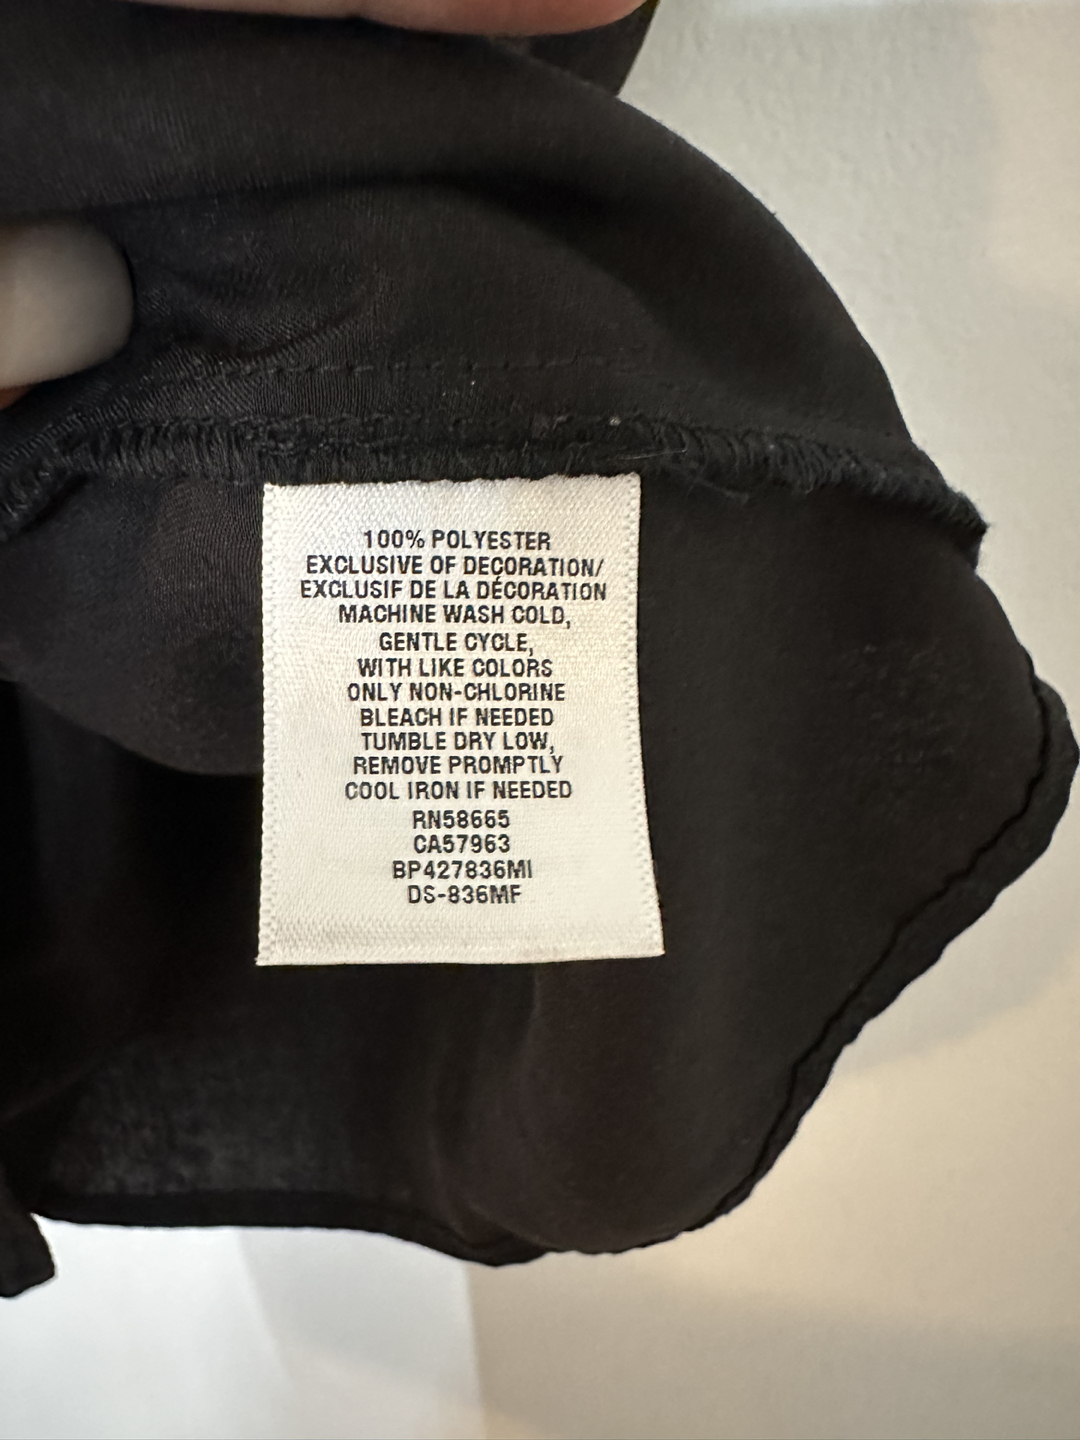 100% POLYESTER
EXCLUSIVE OF DECORATION/
EXCLUSIF DE LA DÉCORATION
MACHINE WASH COLD,
GENTLE CYCLE,
WITH LIKE COLORS
ONLY NON-CHLORINE
BLEACH IF NEEDED
TUMBLE DRY LOW,
REMOVE PROMPTLY
COOL IRON IF NEEDED
RN58665
CA57963
BP427836MI
DS-836MF